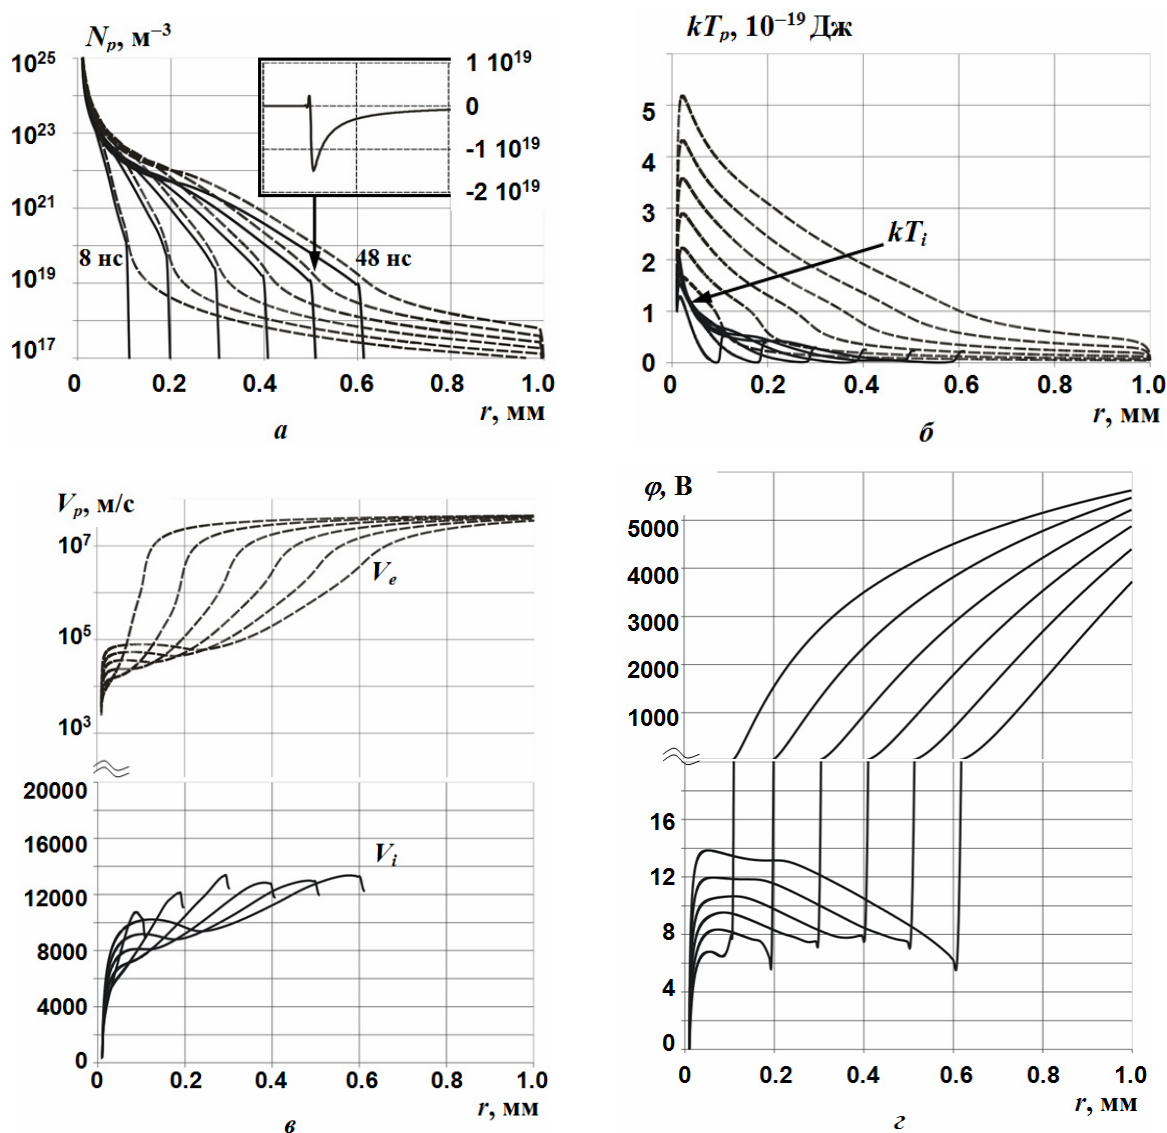 N_p, м⁻³
10²⁵
10²³
10²¹
10¹⁹
10¹⁷
1 10¹⁹
0
-1 10¹⁹
-2 10¹⁹
8 нс
48 нс
0 0.2 0.4 0.6 0.8 1.0
r, мм
а
kT_p, 10⁻¹⁹ Дж
5
4
3
2
1
0
kT_i
0 0.2 0.4 0.6 0.8 1.0
r, мм
б
V_p, м/с
10⁷
10⁵
10³
V_e
20000
16000
12000
8000
4000
0
V_i
0 0.2 0.4 0.6 0.8 1.0
r, мм
в
φ, В
5000
4000
3000
2000
1000
16
12
8
4
0
0 0.2 0.4 0.6 0.8 1.0
r, мм
г